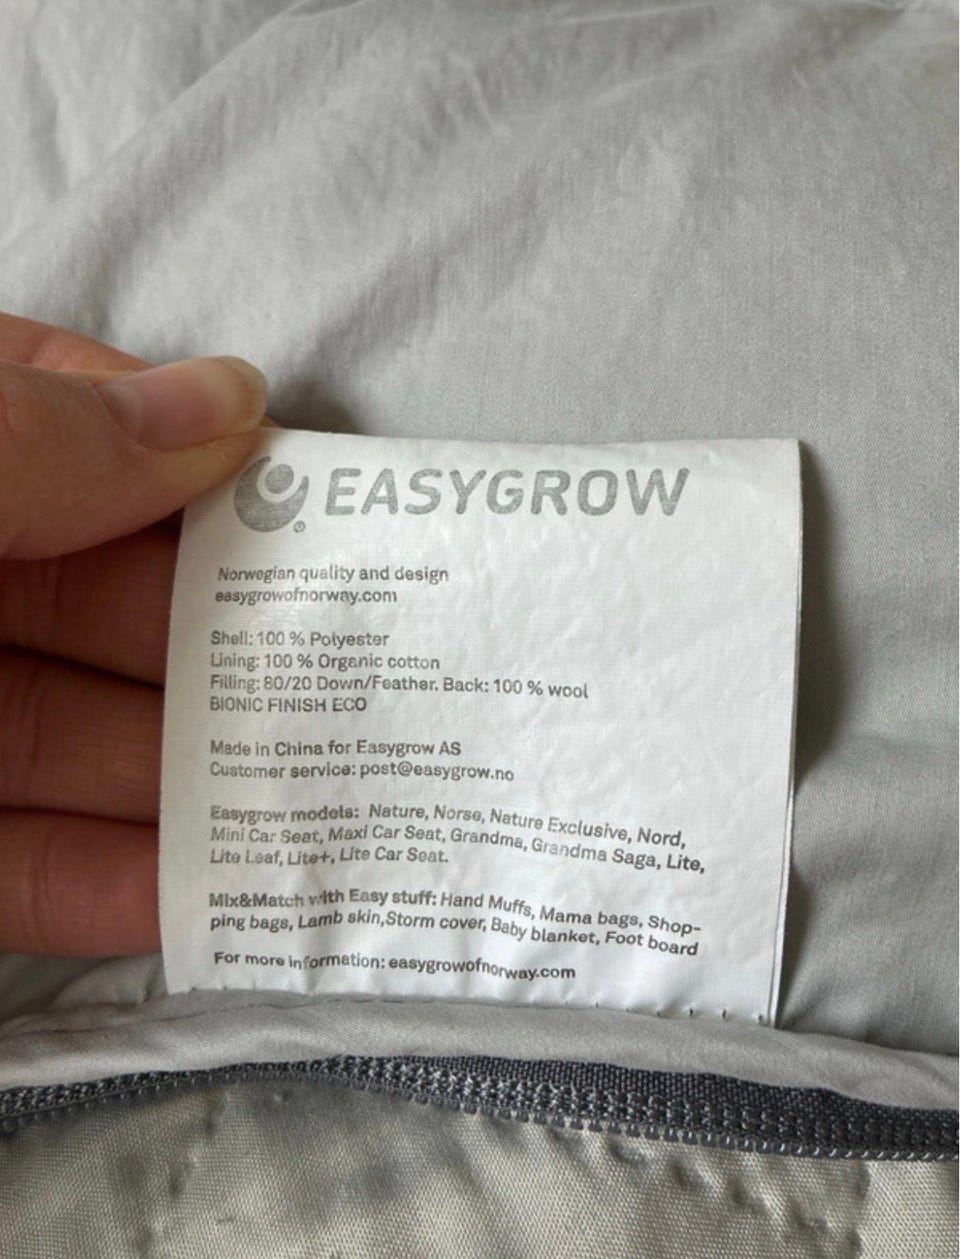 EASYGROW
Norwegian quality and design
easygrowofnorway.com
Shell: 100 % Polyester
Lining: 100 % Organic cotton
Filling: 80/20 Down/Feather. Back: 100 % wool
BIONIC FINISH ECO
Made in China for Easygrow AS
Customer service: post@easygrow.no
Easygrow models: Nature, Norse, Nature Exclusive, Nord,
Mini Car Seat, Maxi Car Seat, Grandma, Grandma Saga, Lite,
Lite Leaf, Lite+, Lite Car Seat.
Mix&Match with Easy stuff: Hand Muffs, Mama bags, Shop-
ping bags, Lamb skin,Storm cover, Baby blanket, Foot board
For more information: easygrowofnorway.com